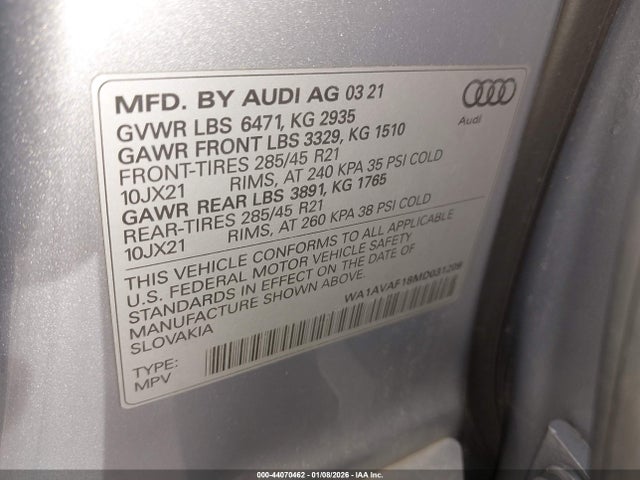 MFD. BY AUDI AG 03 21
GVWR LBS 6471, KG 2935
GAWR FRONT LBS 3329, KG 1510
FRONT-TIRES 285/45 R21
10JX21 RIMS, AT 240 KPA 35 PSI COLD
GAWR REAR LBS 3891, KG 1765
REAR-TIRES 285/45 R21
10JX21 RIMS, AT 260 KPA 38 PSI COLD
Audi
THIS VEHICLE CONFORMS TO ALL APPLICABLE
U.S. FEDERAL MOTOR VEHICLE SAFETY
STANDARDS IN EFFECT ON THE DATE OF
MANUFACTURE SHOWN ABOVE.
SLOVAKIA
WA1AVAF18MD031209
TYPE:
MPV
000-44070462 - 01/08/2026 - IAA Inc.